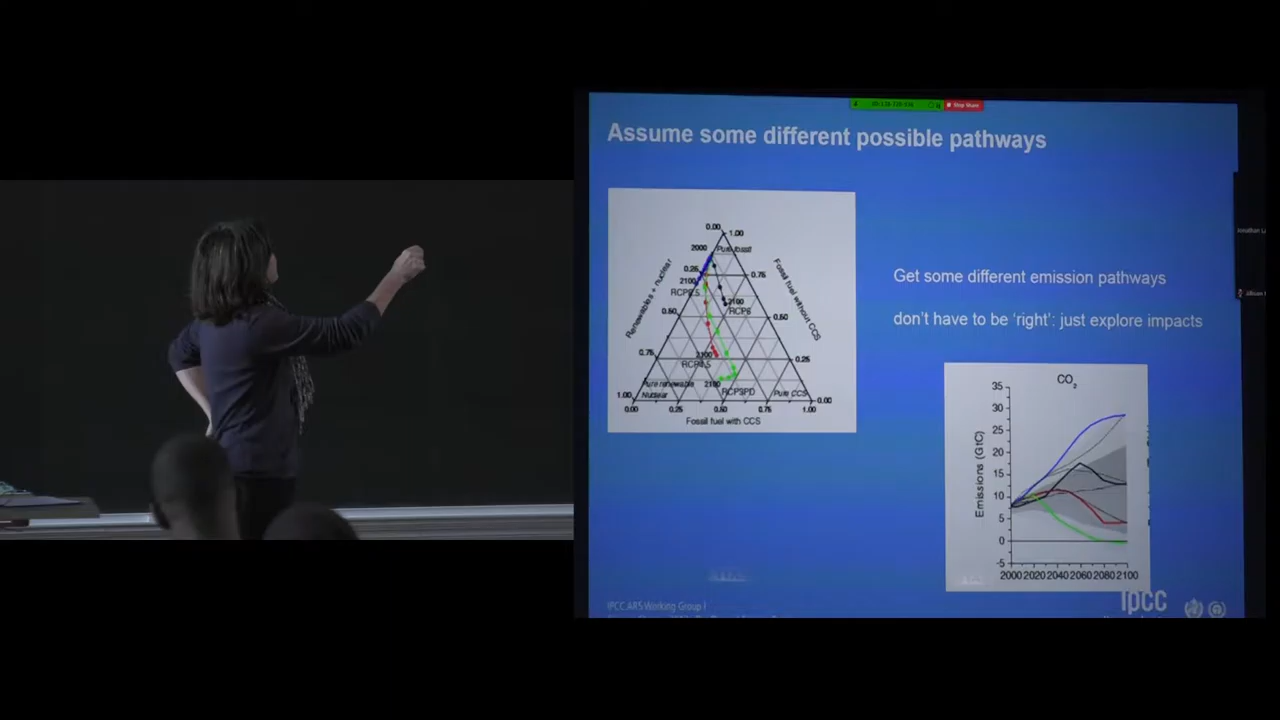 Stop Share
Assume some different possible pathways
0.00
1.00
2000
Pure fossil
0.25
0.75
2100
RCP8.5
2100
RCP6
0.50
0.50
Renewables + nuclear
Fossil fuel without CCS
0.75
2100
0.25
RCP4.5
Pure renewable
Nuclear
2100
RCP3PD
Pure CCS
1.00
0.00
0.00
0.25
0.50
0.75
1.00
Fossil fuel with CCS
Get some different emission pathways
don't have to be 'right': just explore impacts
CO2
Emissions (GtC)
35
30
25
20
15
10
5
0
-5
2000 2020 2040 2060 2080 2100
IPCC AR5 Working Group I
ipcc
Jonathan